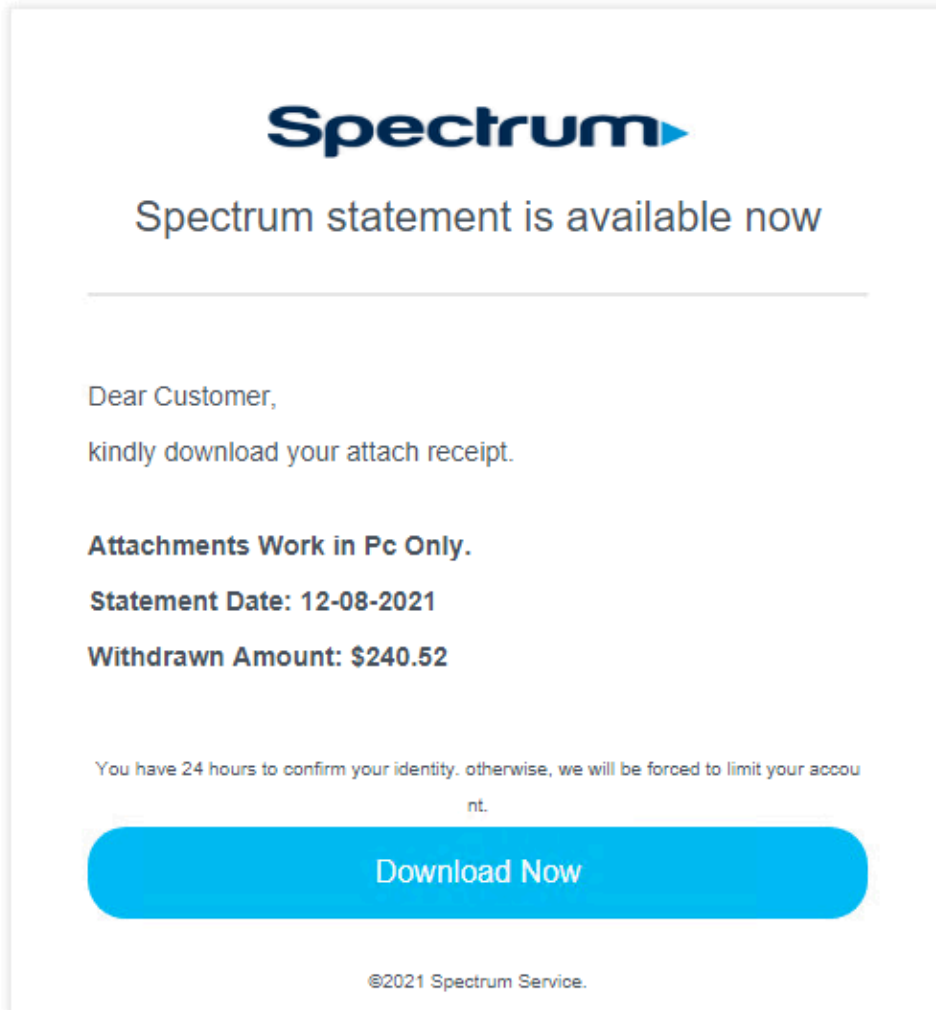 Spectrum
Spectrum statement is available now
Dear Customer,
kindly download your attach receipt.
Attachments Work in Pc Only.
Statement Date: 12-08-2021
Withdrawn Amount: $240.52
You have 24 hours to confirm your identity. otherwise, we will be forced to limit your accou
nt.
Download Now
©2021 Spectrum Service.